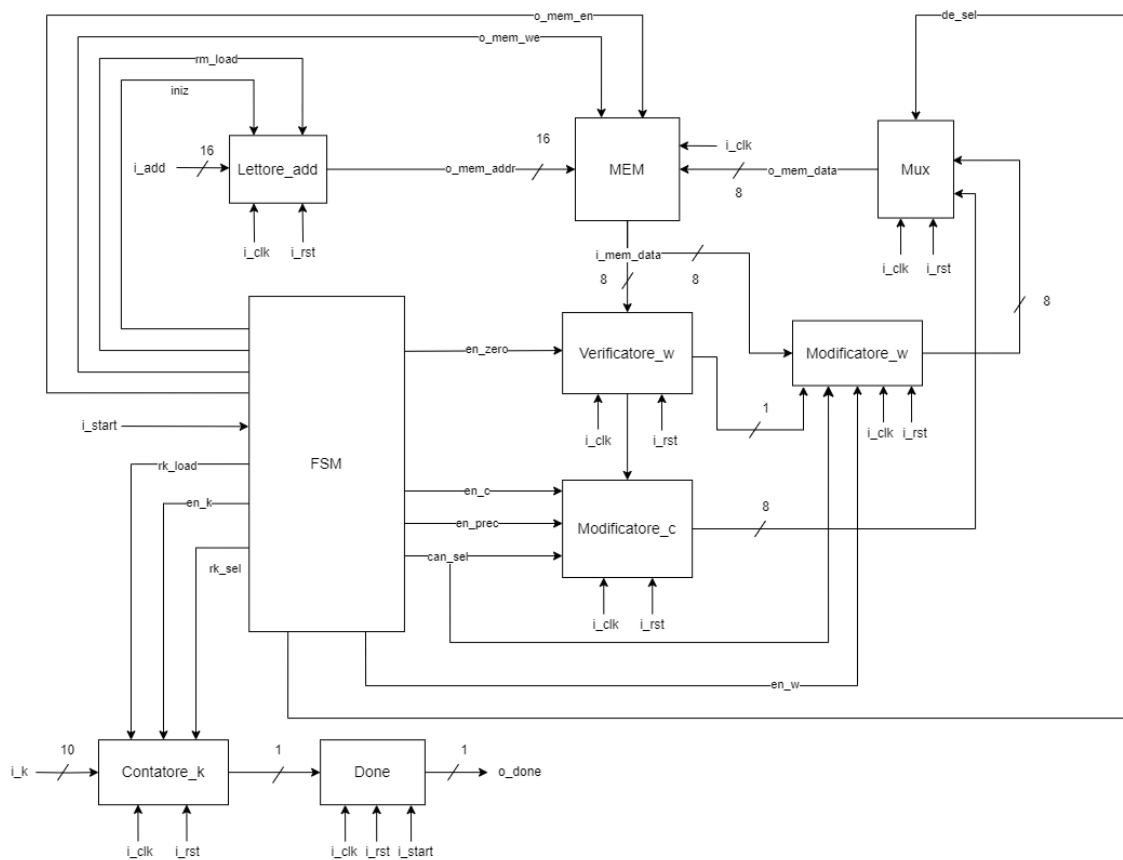 o_mem_en
de_sel
o_mem_we
rm_load
iniz
i_add
16
Lettore_add
o_mem_addr
16
MEM
i_clk
o_mem_data
8
Mux
i_clk
i_rst
i_clk
i_rst
i_mem_data
8
8
8
FSM
en_zero
Verificatore_w
Modificatore_w
1
i_clk
i_rst
i_clk
i_rst
i_start
rk_load
en_k
rk_sel
en_c
en_prec
can_sel
Modificatore_c
8
i_clk
i_rst
en_w
i_k
10
Contatore_k
1
Done
1
o_done
i_clk
i_rst
i_clk
i_rst
i_start